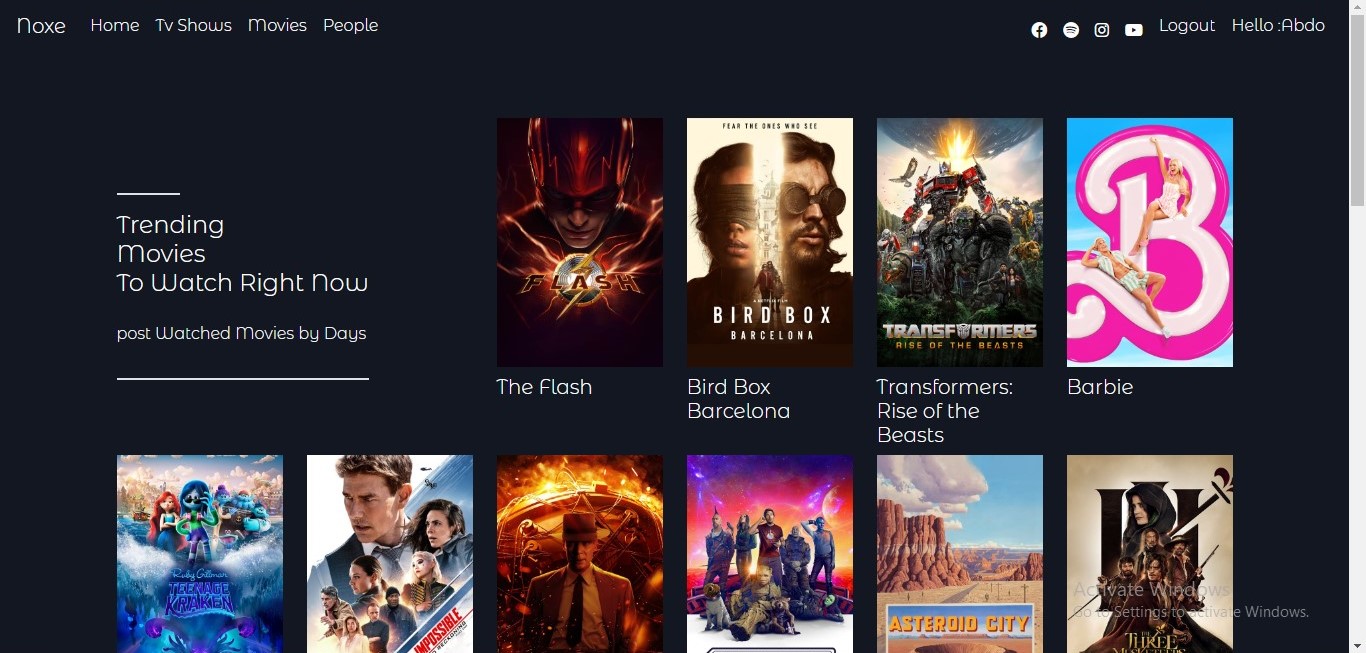 Noxe Home Tv Shows Movies People Logout Hello :Abdo
Trending
Movies
To Watch Right Now
post Watched Movies by Days
FLASH
The Flash
FEAR THE ONES WHO SEE
A NETFLIX FILM
BIRD BOX
BARCELONA
Bird Box
Barcelona
TRANSFORMERS
RISE OF THE BEASTS
Transformers:
Rise of the
Beasts
B
Barbie
Ruby Gillman
TEENAGE
KRAKEN
IMPOSSIBLE
RECKONING
ASTEROID CITY
THE
THREE
MUSKETEERS
Activate Windows
Go to Settings to activate Windows.